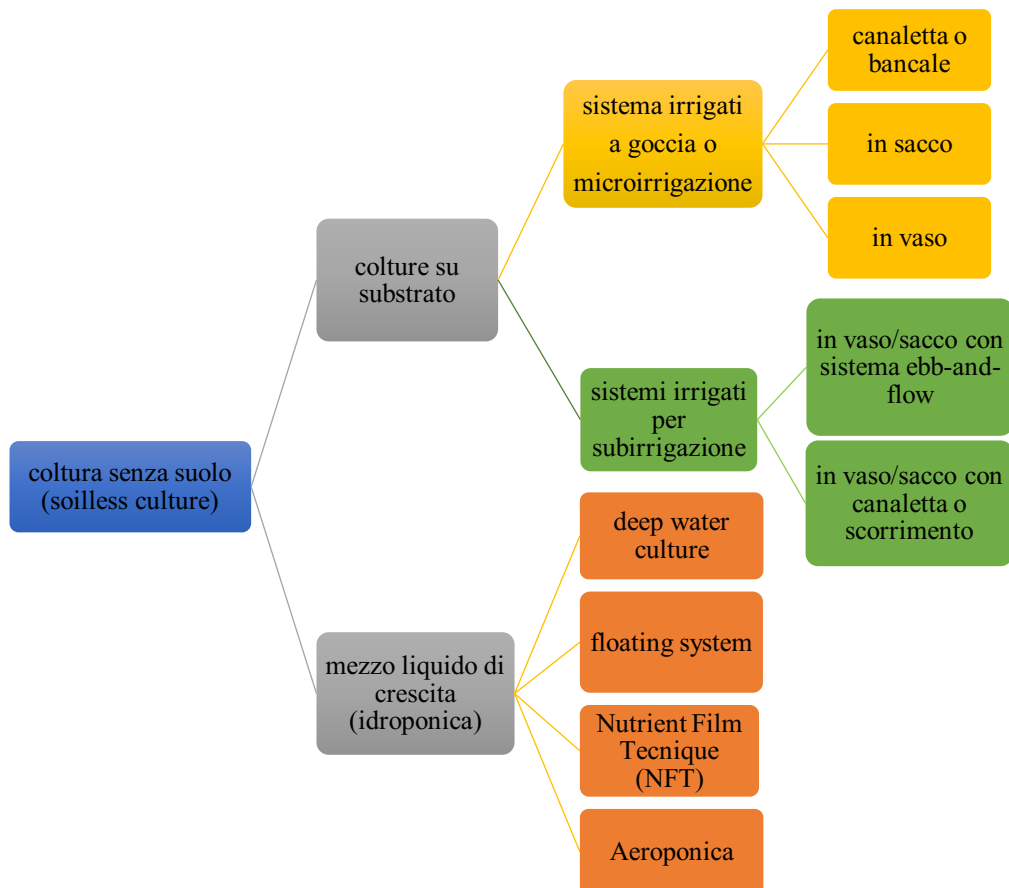 coltura senza suolo
(soilless culture)
colture su
substrato
sistema irrigati
a goccia o
microirrigazione
canaletta o
bancale
in sacco
in vaso
sistemi irrigati
per
subirrigazione
in vaso/sacco con
sistema ebb-and-
flow
in vaso/sacco con
canaletta o
scorrimento
mezzo liquido di
crescita
(idroponica)
deep water
culture
floating system
Nutrient Film
Tecnique
(NFT)
Aeroponica